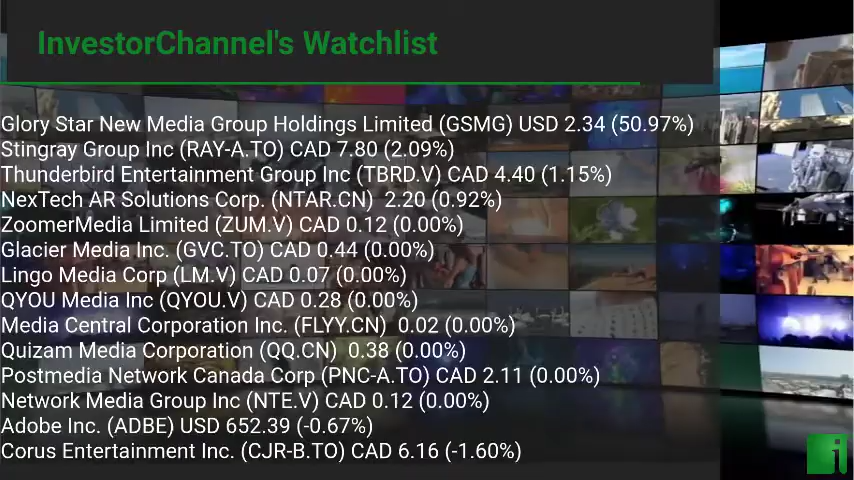 InvestorChannel's Watchlist
Glory Star New Media Group Holdings Limited (GSMG) USD 2.34 (50.97%)
Stingray Group Inc (RAY-A.TO) CAD 7.80 (2.09%)
Thunderbird Entertainment Group Inc (TBRD.V) CAD 4.40 (1.15%)
NexTech AR Solutions Corp. (NTAR.CN)  2.20 (0.92%)
ZoomerMedia Limited (ZUM.V) CAD 0.12 (0.00%)
Glacier Media Inc. (GVC.TO) CAD 0.44 (0.00%)
Lingo Media Corp (LM.V) CAD 0.07 (0.00%)
QYOU Media Inc (QYOU.V) CAD 0.28 (0.00%)
Media Central Corporation Inc. (FLYY.CN)  0.02 (0.00%)
Quizam Media Corporation (QQ.CN)  0.38 (0.00%)
Postmedia Network Canada Corp (PNC-A.TO) CAD 2.11 (0.00%)
Network Media Group Inc (NTE.V) CAD 0.12 (0.00%)
Adobe Inc. (ADBE) USD 652.39 (-0.67%)
Corus Entertainment Inc. (CJR-B.TO) CAD 6.16 (-1.60%)
i